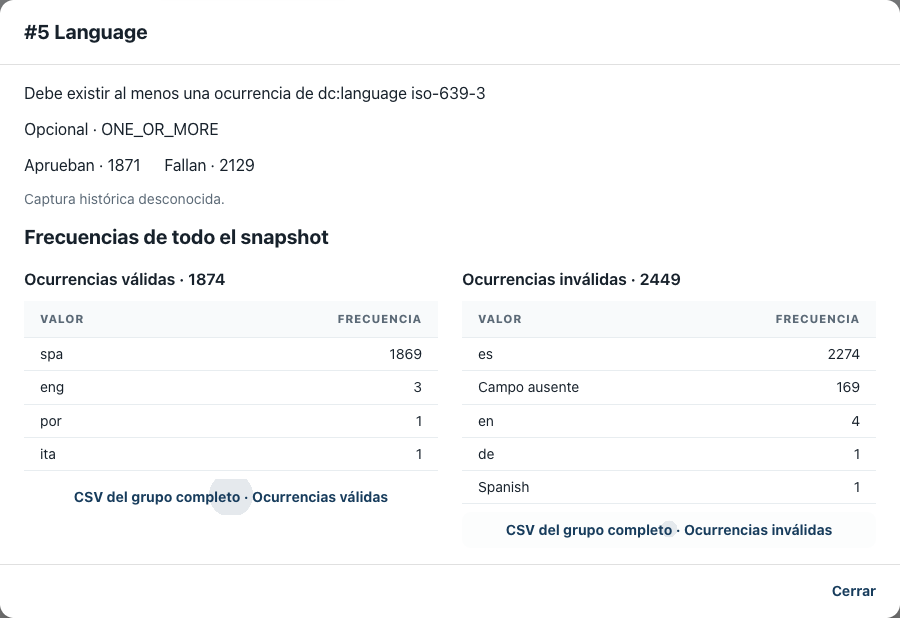 #5 Language
Debe existir al menos una ocurrencia de dc:language iso-639-3
Opcional · ONE_OR_MORE
Aprueban · 1871 Fallan · 2129
Captura histórica desconocida.
Frecuencias de todo el snapshot
Ocurrencias válidas · 1874
VALOR FRECUENCIA
spa 1869
eng 3
por 1
ita 1
CSV del grupo completo · Ocurrencias válidas
Ocurrencias inválidas · 2449
VALOR FRECUENCIA
es 2274
Campo ausente 169
en 4
de 1
Spanish 1
CSV del grupo completo · Ocurrencias inválidas
Cerrar